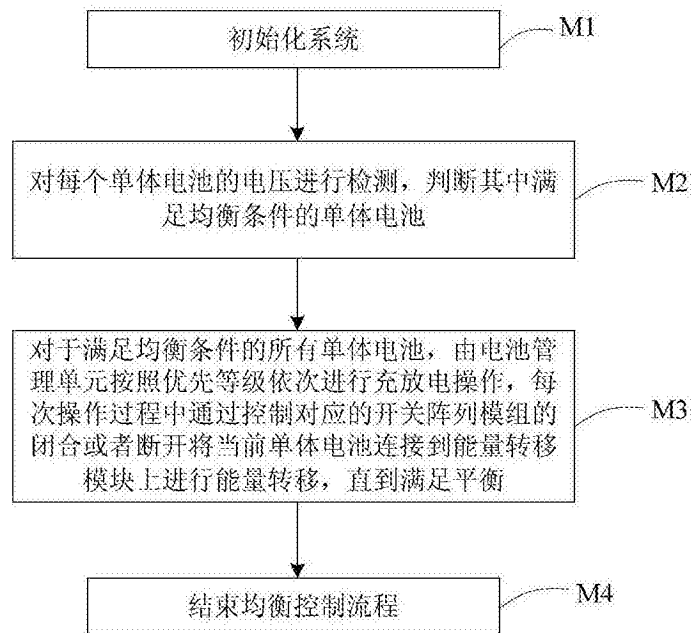 初始化系统
M1
对每个单体电池的电压进行检测，判断其中满
足均衡条件的单体电池
M2
对于满足均衡条件的所有单体电池，由电池管
理单元按照优先等级依次进行充放电操作，每
次操作过程中通过控制对应的开关阵列模组的
闭合或者断开将当前单体电池连接到能量转移
模块上进行能量转移，直到满足平衡
M3
结束均衡控制流程
M4